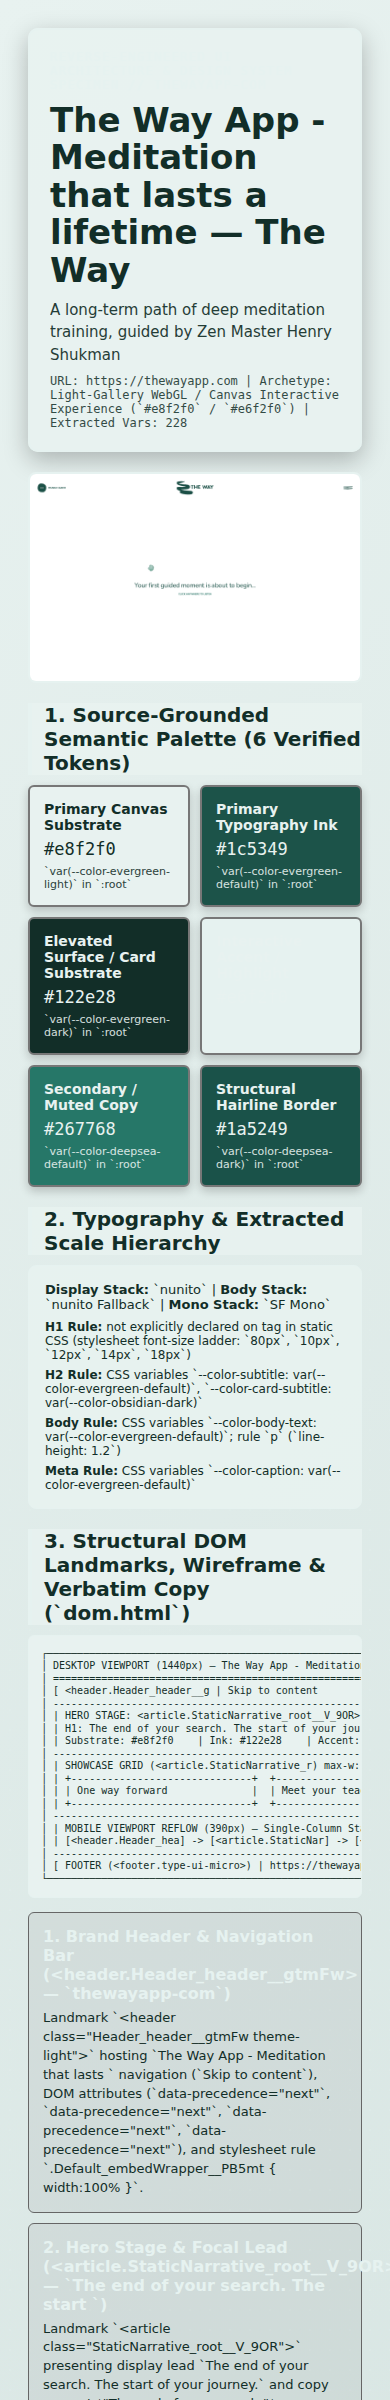 The Way App -
Meditation
that lasts a
lifetime — The
Way
A long-term path of deep meditation
training, guided by Zen Master Henry
Shukman
URL: https://thewayapp.com | Archetype:
Light-Gallery WebGL / Canvas Interactive
Experience (`#e8f2f0` / `#e6f2f0`) |
Extracted Vars: 228
THE WAY
Your first guided moment is about to begin...
1. Source-Grounded
Semantic Palette (6 Verified
Tokens)
Primary Canvas
Substrate
#e8f2f0
`var(--color-evergreen-
light)` in `:root`
Primary
Typography Ink
#1c5349
`var(--color-evergreen-
default)` in `:root`
Elevated
Surface / Card
Substrate
#122e28
`var(--color-evergreen-
dark)` in `:root`
Secondary /
Muted Copy
#267768
`var(--color-deepsea-
default)` in `:root`
Structural
Hairline Border
#1a5249
`var(--color-deepsea-
dark)` in `:root`
2. Typography & Extracted
Scale Hierarchy
Display Stack: `nunito` | Body Stack:
`nunito Fallback` | Mono Stack: `SF Mono`
H1 Rule: not explicitly declared on tag in static
CSS (stylesheet font-size ladder: `80px`, `10px`,
`12px`, `14px`, `18px`)
H2 Rule: CSS variables `--color-subtitle: var(--
color-evergreen-default)`, `--card-subtitle:
var(--color-obsidian-dark)`
Body Rule: CSS variables `--color-body-text:
var(--color-evergreen-default)`; rule `p` (`line-
height: 1.2`)
Meta Rule: CSS variables `--color-caption: var(--
color-evergreen-default)`
3. Structural DOM
Landmarks, Wireframe &
Verbatim Copy
(`dom.html`)
DESKTOP VIEWPORT (1440px) — The Way App - Meditation
[ <header.Header_header__g | Skip to content
| HERO STAGE: <article.StaticNarrative_root__V_9OR>
| H1: The end of your search. The start of your jou
| Substrate: #e8f2f0 | Ink: #122e28 | Accent:
| SHOWCASE GRID (<article.StaticNarrative_r) max-w:
| | One way forward | | Meet your tea
| MOBILE VIEWPORT REFLOW (390px) — Single-Column St
| [<header.Header_hea] -> [<article.StaticNar] -> [
[ FOOTER (<footer.type-ui-micro>) | https://thewayap
1. Brand Header & Navigation
Bar
(<header.Header_header__gtmFw>
— `thewayapp-com`)
Landmark `<header
class="Header_header__gtmFw theme-
light">` hosting `The Way App - Meditation
that lasts ` navigation (`Skip to content`),
DOM attributes (`data-precedence="next"`,
`data-precedence="next"`, `data-
precedence="next"`, `data-
precedence="next"`), and stylesheet rule
`.Default_embedWrapper__PB5mt {
width:100% }`.
2. Hero Stage & Focal Lead
(<article.StaticNarrative_root__V_9OR>
— `The end of your search. The
start `)
Landmark `<article
class="StaticNarrative_root__V_9OR">`
presenting display lead `The end of your
search. The start of your journey.` and copy